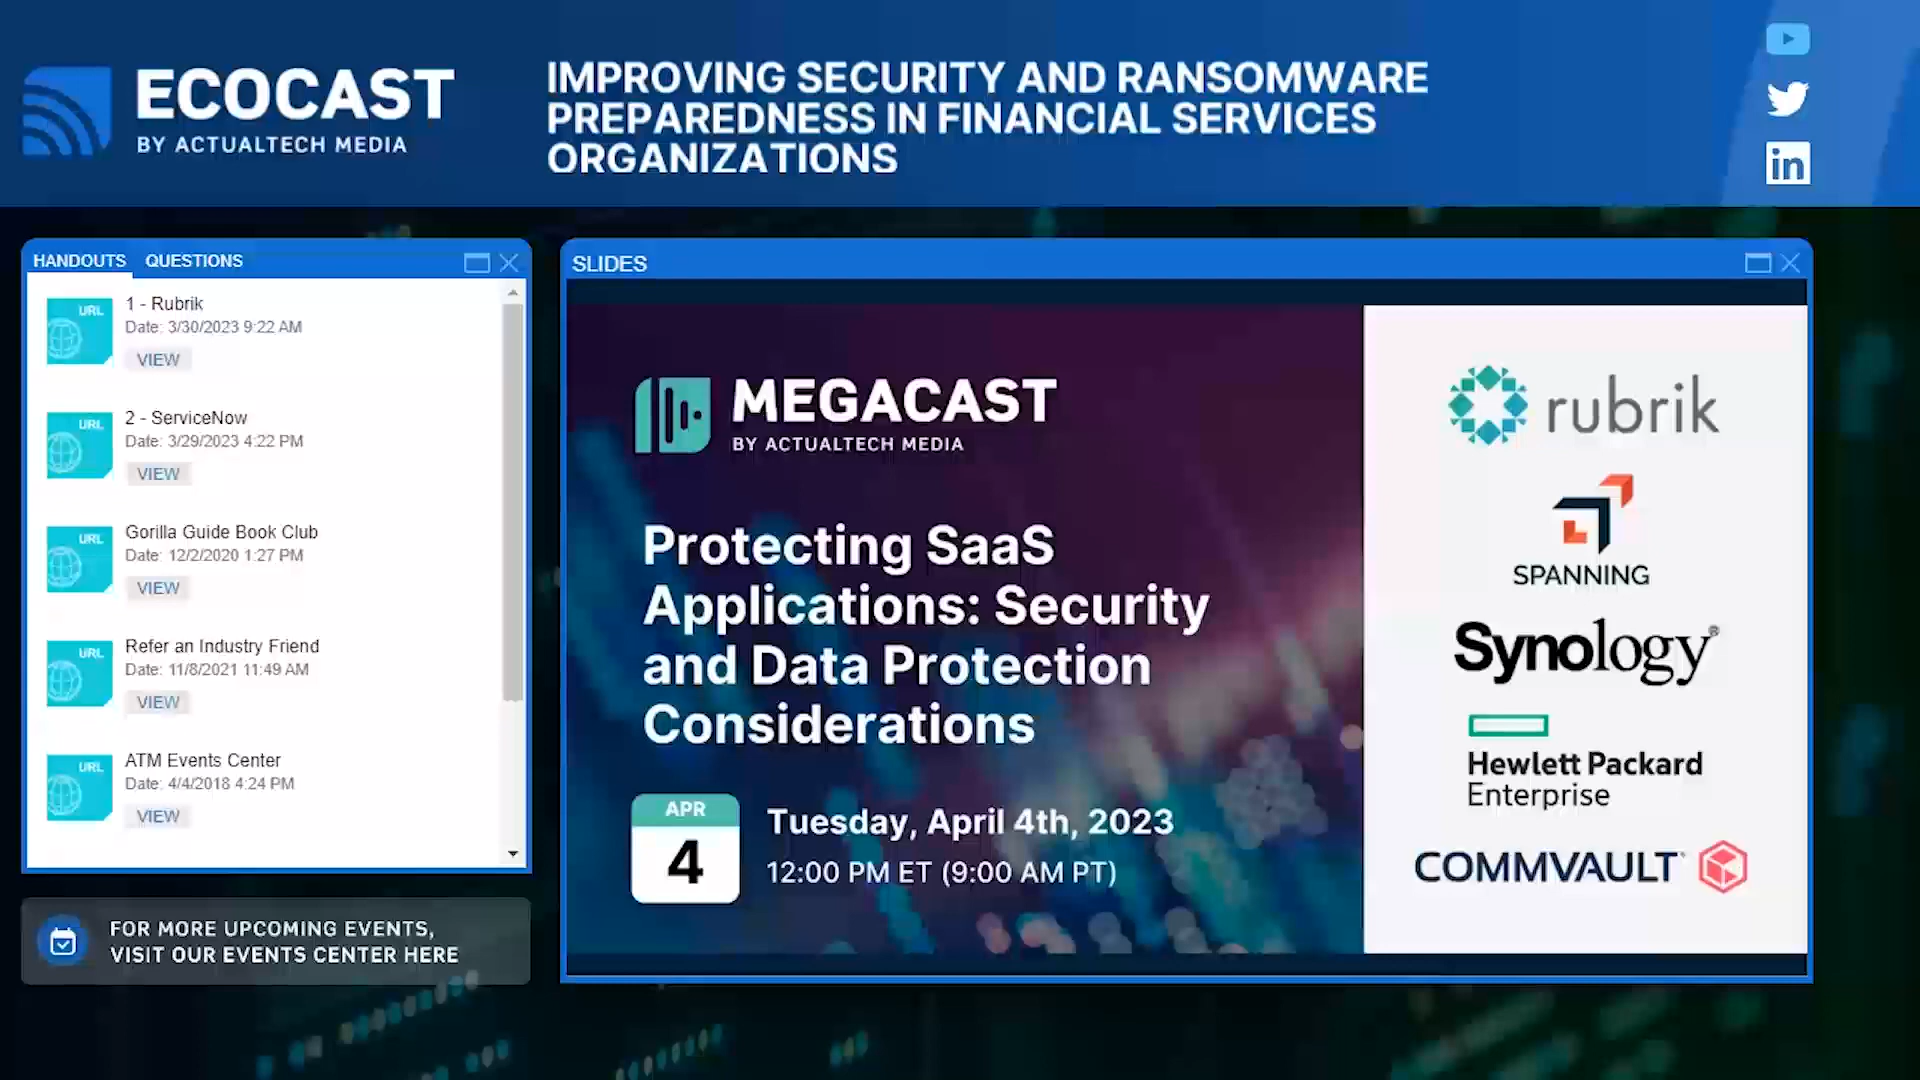 ECOCAST
BY ACTUALTECH MEDIA
IMPROVING SECURITY AND RANSOMWARE
PREPAREDNESS IN FINANCIAL SERVICES
ORGANIZATIONS
in
HANDOUTS QUESTIONS
URL
1 - Rubrik
Date: 3/30/2023 9:22 AM
VIEW
URL
2 - ServiceNow
Date: 3/29/2023 4:22 PM
VIEW
URL
Gorilla Guide Book Club
Date: 12/2/2020 1:27 PM
VIEW
URL
Refer an Industry Friend
Date: 11/8/2021 11:49 AM
VIEW
URL
ATM Events Center
Date: 4/4/2018 4:24 PM
VIEW
FOR MORE UPCOMING EVENTS,
VISIT OUR EVENTS CENTER HERE
SLIDES
MEGACAST
BY ACTUALTECH MEDIA
Protecting SaaS
Applications: Security
and Data Protection
Considerations
APR
4
Tuesday, April 4th, 2023
12:00 PM ET (9:00 AM PT)
rubrik
SPANNING
Synology®
Hewlett Packard
Enterprise
COMMVAULT